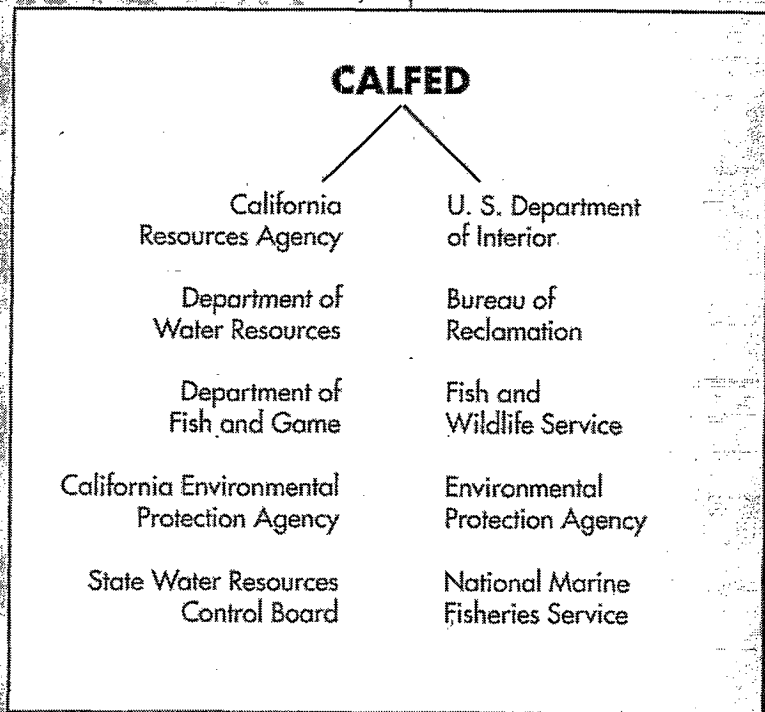 CALFED
California
Resources Agency
Department of
Water Resources
Department of
Fish and Game
California Environmental
Protection Agency
State Water Resources
Control Board
U. S. Department
of Interior
Bureau of
Reclamation
Fish and
Wildlife Service
Environmental
Protection Agency
National Marine
Fisheries Service